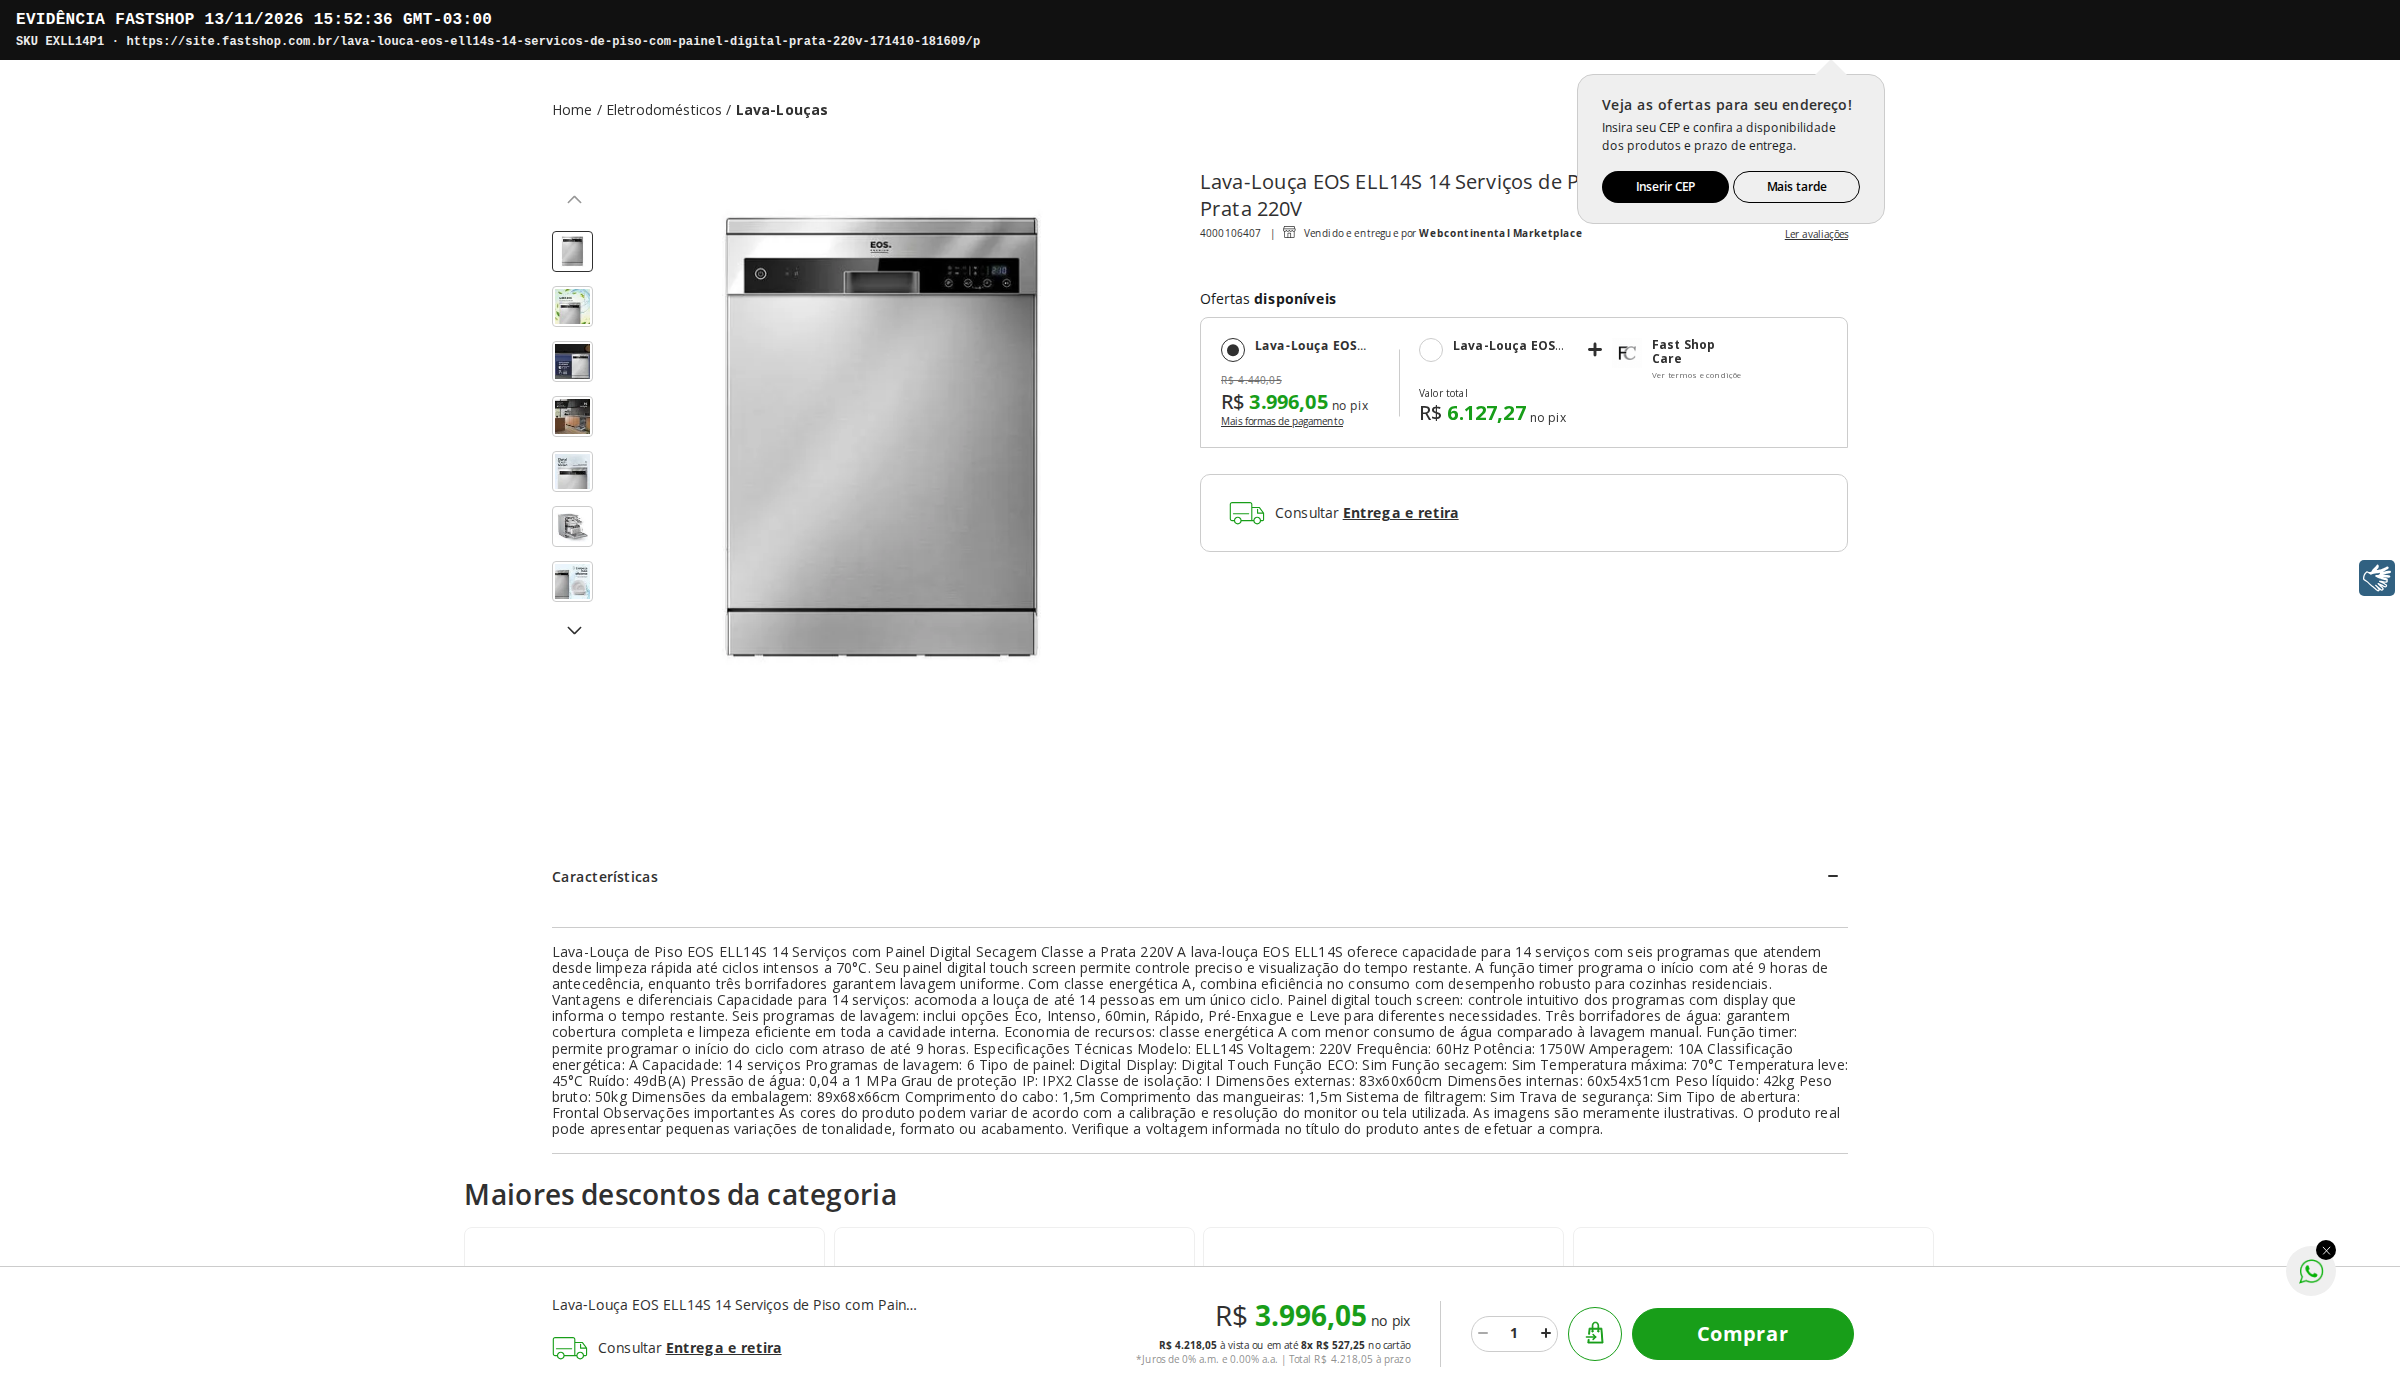 EVIDÊNCIA FASTSHOP 13/11/2026 15:52:36 GMT-03:00
SKU EXLL14P1 · https://site.fastshop.com.br/lava-louca-eos-ell14s-14-servicos-de-piso-com-painel-digital-prata-220v-171410-181609/p
Veja as ofertas para seu endereço!
Insira seu CEP e confira a disponibilidade
dos produtos e prazo de entrega.
Inserir CEP
Mais tarde
Home / Eletrodomésticos / Lava-Louças
EOS
Lava-Louça EOS ELL14S 14 Serviços de P
Prata 220V
4000106407 | Vendido e entregue por Webcontinental Marketplace
Ler avaliações
Ofertas disponíveis
Lava-Louça EOS...
R$ 4.440,05
R$ 3.996,05 no pix
Mais formas de pagamento
Lava-Louça EOS...
Valor total
R$ 6.127,27 no pix
+
FC
Fast Shop
Care
Ver termos e condiçõe
Consultar Entrega e retira
Características
Lava-Louça de Piso EOS ELL14S 14 Serviços com Painel Digital Secagem Classe a Prata 220V A lava-louça EOS ELL14S oferece capacidade para 14 serviços com seis programas que atendem
desde limpeza rápida até ciclos intensos a 70°C. Seu painel digital touch screen permite controle preciso e visualização do tempo restante. A função timer programa o início com até 9 horas de
antecedência, enquanto três borrifadores garantem lavagem uniforme. Com classe energética A, combina eficiência no consumo com desempenho robusto para cozinhas residenciais.
Vantagens e diferenciais Capacidade para 14 serviços: acomoda a louça de até 14 pessoas em um único ciclo. Painel digital touch screen: controle intuitivo dos programas com display que
informa o tempo restante. Seis programas de lavagem: inclui opções Eco, Intenso, 60min, Rápido, Pré-Enxague e Leve para diferentes necessidades. Três borrifadores de água: garantem
cobertura completa e limpeza eficiente em toda a cavidade interna. Economia de recursos: classe energética A com menor consumo de água comparado à lavagem manual. Função timer:
permite programar o início do ciclo com atraso de até 9 horas. Especificações Técnicas Modelo: ELL14S Voltagem: 220V Frequência: 60Hz Potência: 1750W Amperagem: 10A Classificação
energética: A Capacidade: 14 serviços Programas de lavagem: 6 Tipo de painel: Digital Display: Digital Touch Função ECO: Sim Função secagem: Sim Temperatura máxima: 70°C Temperatura leve:
45°C Ruído: 49dB(A) Pressão de água: 0,04 a 1 MPa Grau de proteção IP: IPX2 Classe de isolação: I Dimensões externas: 83x60x60cm Dimensões internas: 60x54x51cm Peso líquido: 42kg Peso
bruto: 50kg Dimensões da embalagem: 89x68x66cm Comprimento do cabo: 1,5m Comprimento das mangueiras: 1,5m Sistema de filtragem: Sim Trava de segurança: Sim Tipo de abertura:
Frontal Observações importantes As cores do produto podem variar de acordo com a calibração e resolução do monitor ou tela utilizada. As imagens são meramente ilustrativas. O produto real
pode apresentar pequenas variações de tonalidade, formato ou acabamento. Verifique a voltagem informada no título do produto antes de efetuar a compra.
Maiores descontos da categoria
Lava-Louça EOS ELL14S 14 Serviços de Piso com Pain...
Consultar Entrega e retira
R$ 3.996,05 no pix
R$ 4.218,05 à vista ou em até 8x R$ 527,25 no cartão
*Juros de 0% a.m. e 0.00% a.a. | Total R$ 4.218,05 à prazo
− 1 +
Comprar